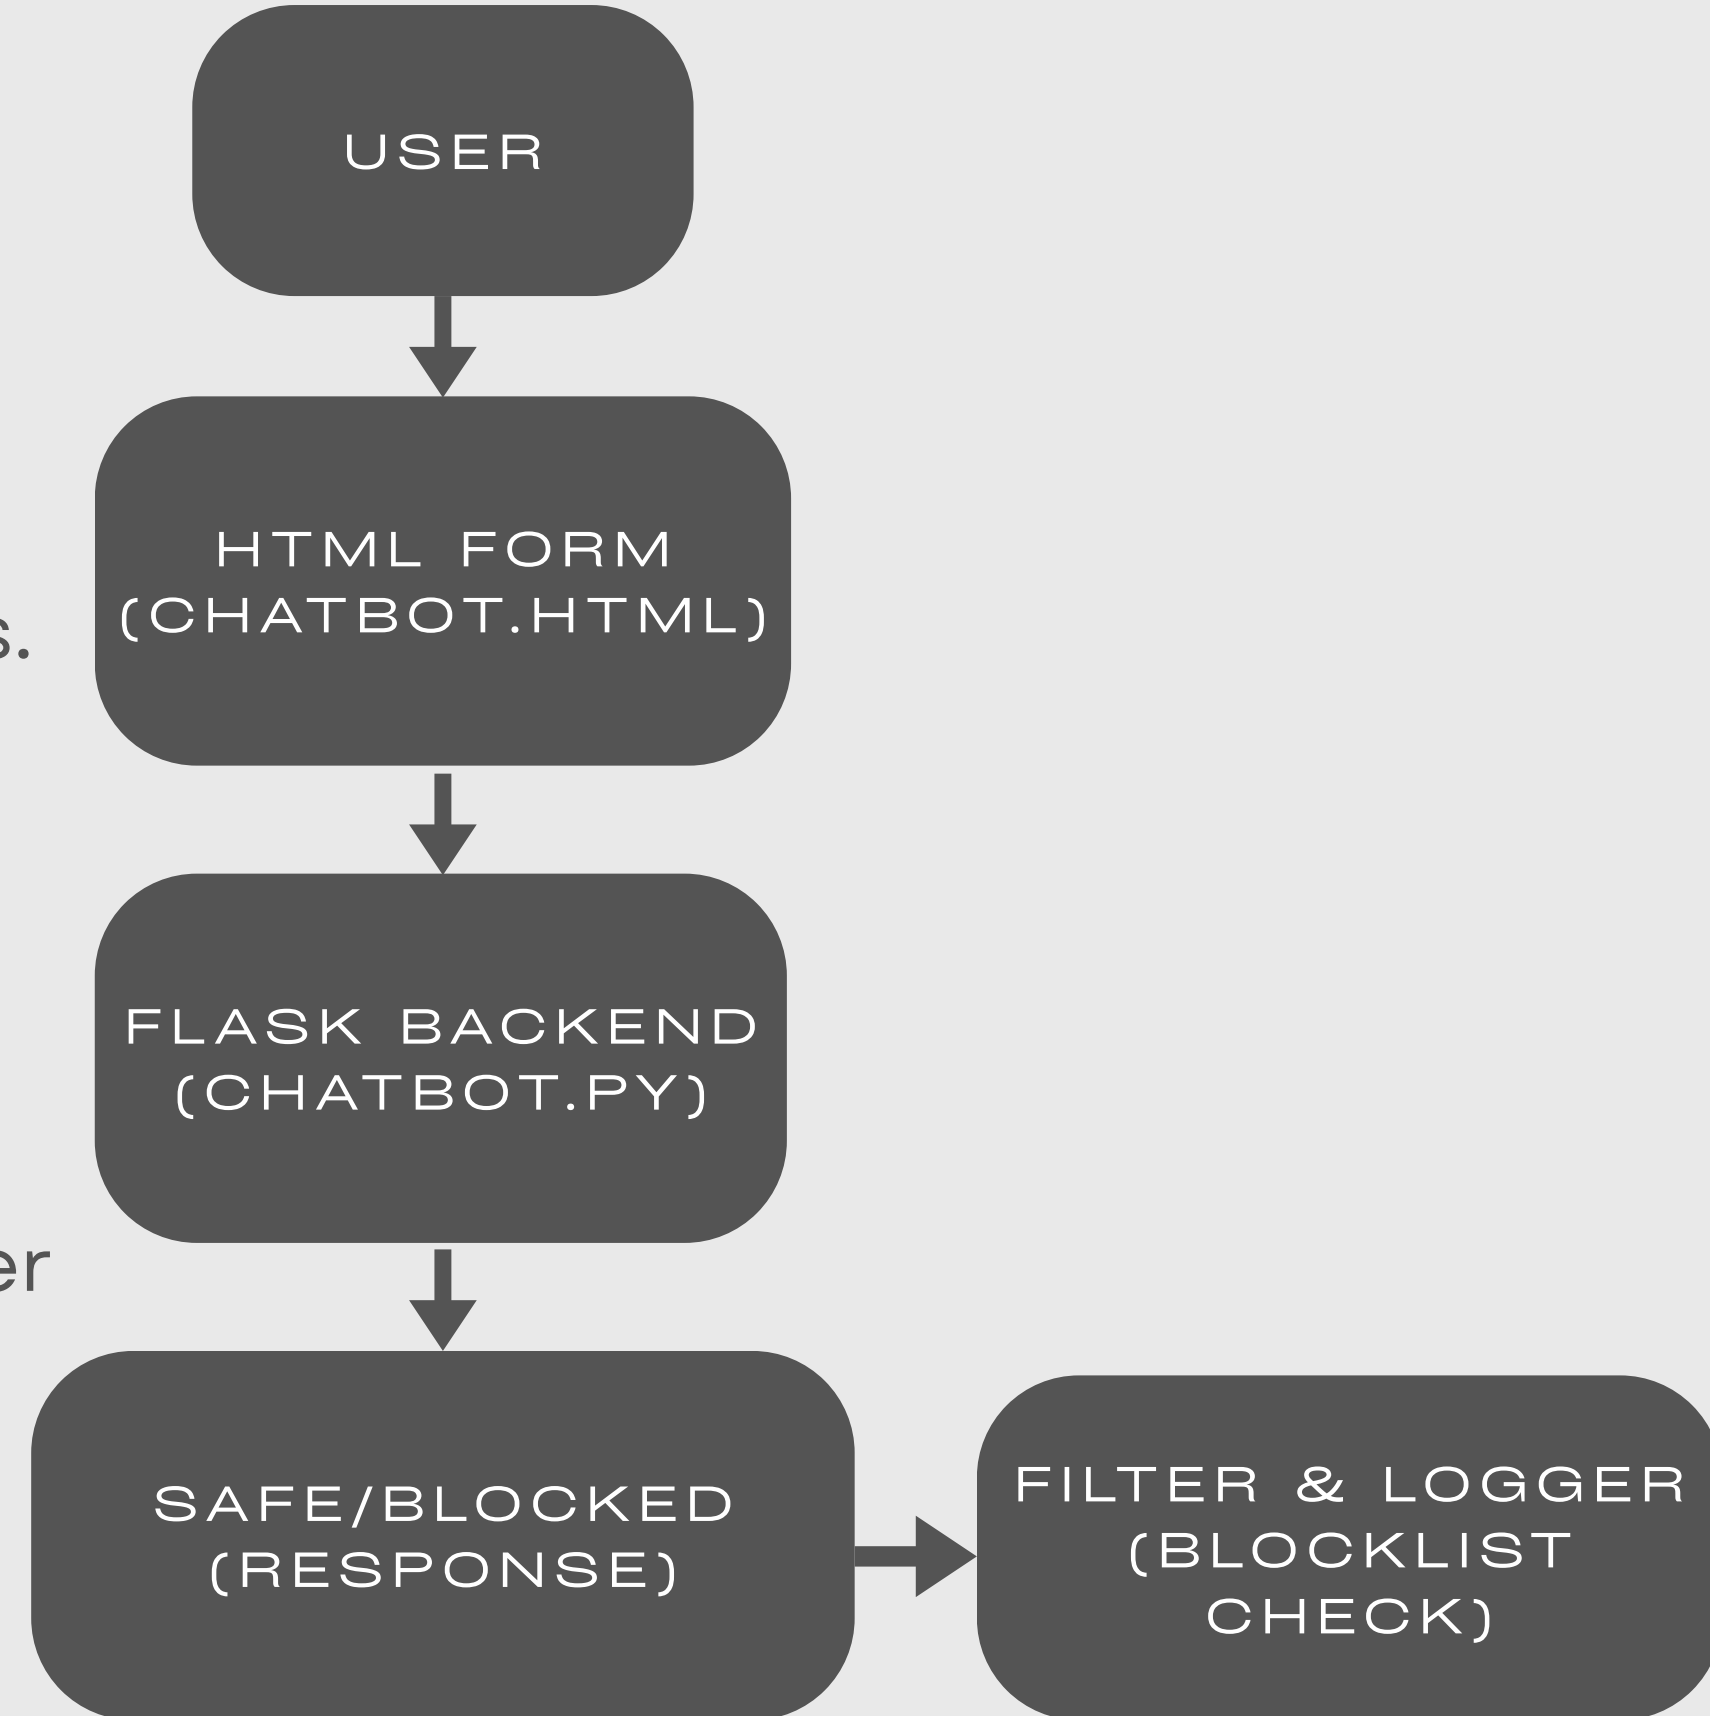 USER
HTML FORM
(CHATBOT.HTML)
FLASK BACKEND
(CHATBOT.PY)
SAFE/BLOCKED
(RESPONSE)
FILTER & LOGGER
(BLOCKLIST
CHECK)